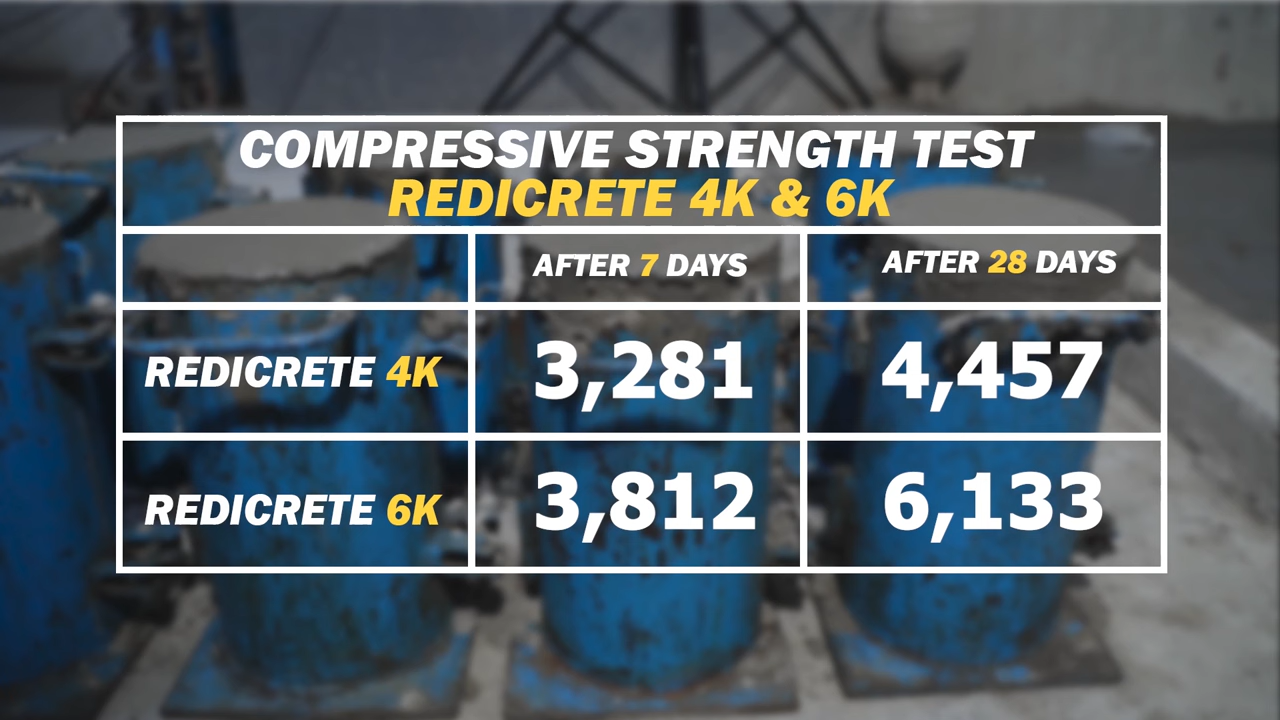 COMPRESSIVE STRENGTH TEST
REDICRETE 4K & 6K
AFTER 7 DAYS AFTER 28 DAYS
REDICRETE 4K 3,281 4,457
REDICRETE 6K 3,812 6,133